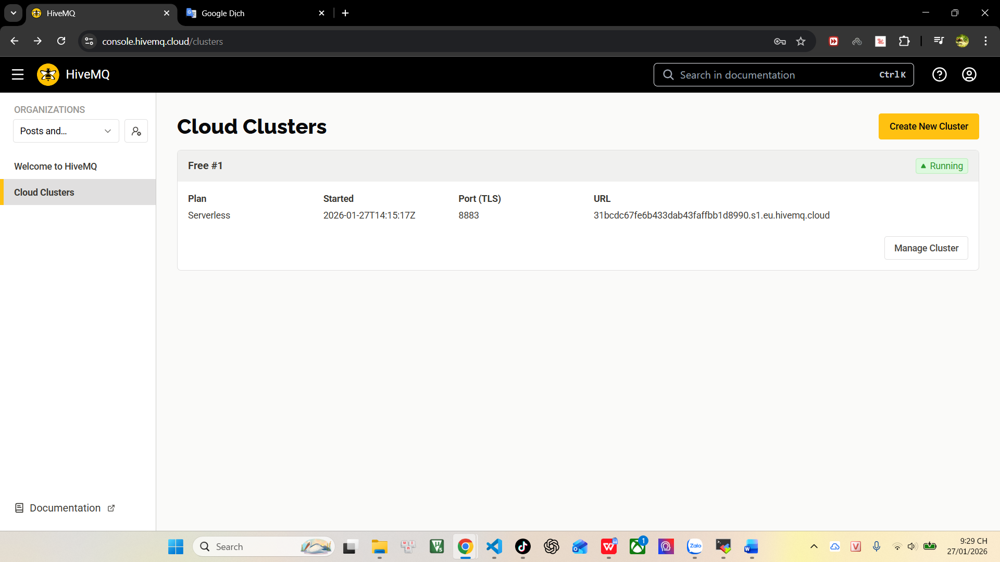 HiveMQ
Google Dịch
console.hivemq.cloud/clusters
HiveMQ
Search in documentation
Ctrl K
ORGANIZATIONS
Posts and...
Welcome to HiveMQ
Cloud Clusters
Documentation
Cloud Clusters
Create New Cluster
Free #1
Running
Plan
Started
Port (TLS)
URL
Serverless
2026-01-27T14:15:17Z
8883
31bcdc67fe6b433dab43faffbb1d8990.s1.eu.hivemq.cloud
Manage Cluster
Search
1
Zalo
9:29 CH
27/01/2026